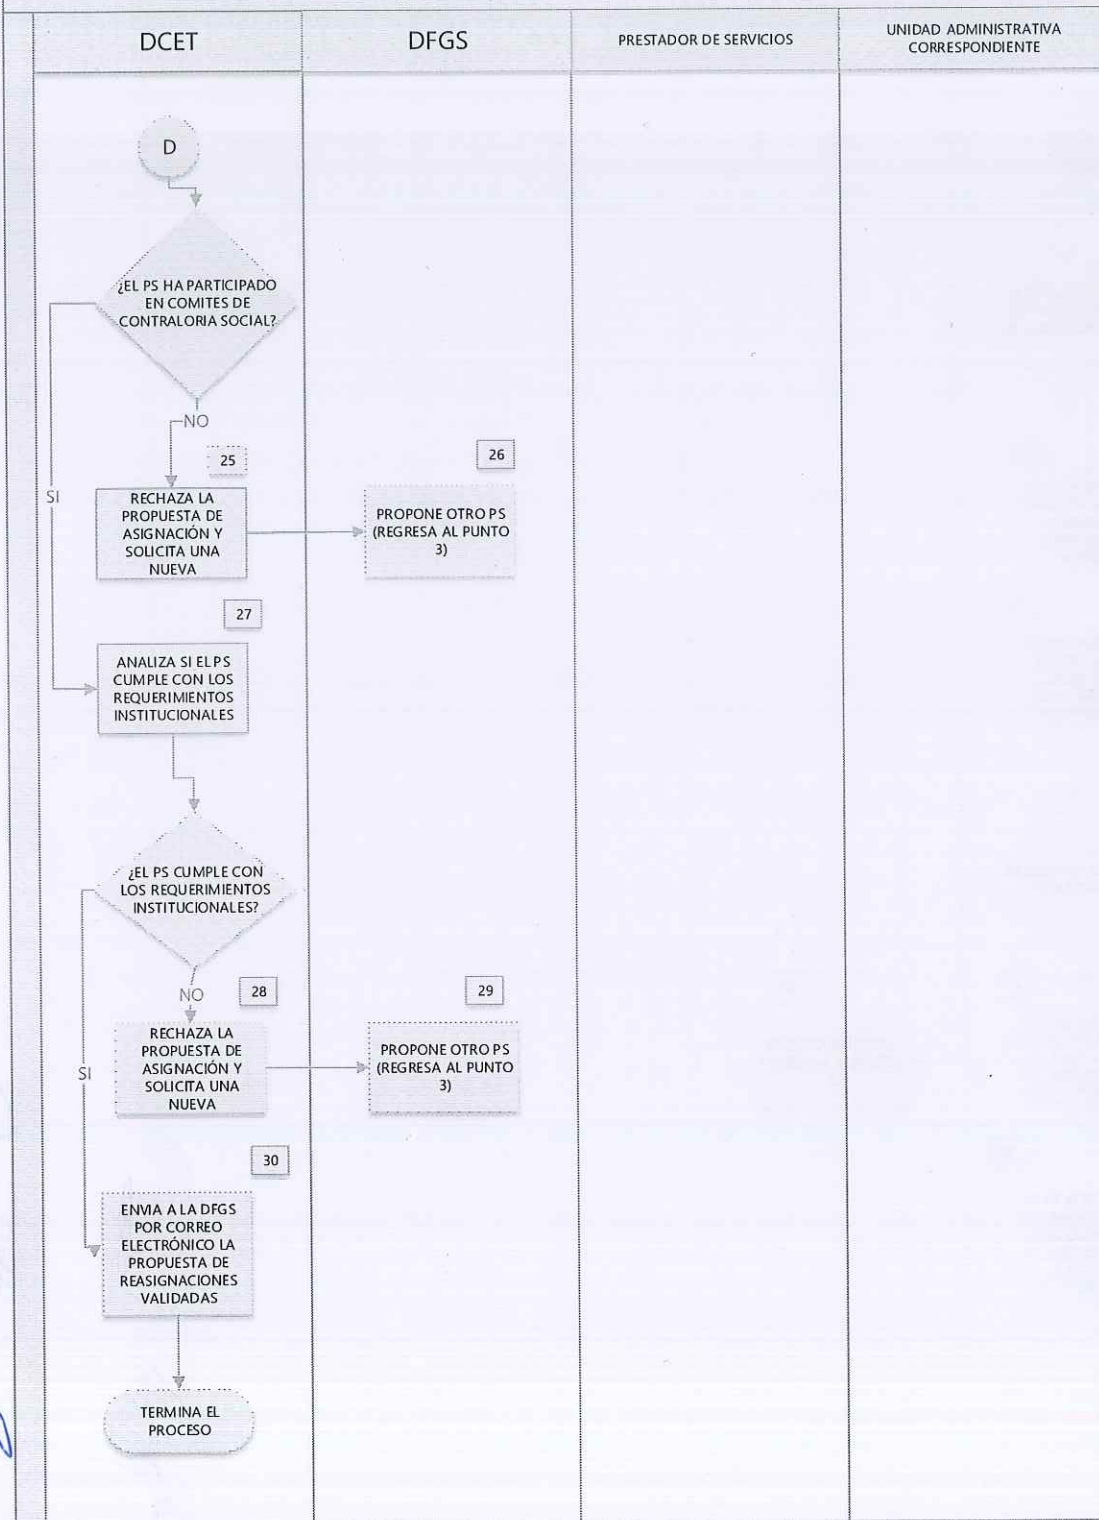 DCET
DFGS
PRESTADOR DE SERVICIOS
UNIDAD ADMINISTRATIVA
CORRESPONDIENTE
D
¿EL PS HA PARTICIPADO
EN COMITES DE
CONTRALORIA SOCIAL?
NO
SI
25
RECHAZA LA
PROPUESTA DE
ASIGNACIÓN Y
SOLICITA UNA
NUEVA
26
PROPONE OTRO PS
(REGRESA AL PUNTO
3)
27
ANALIZA SI EL PS
CUMPLE CON LOS
REQUERIMIENTOS
INSTITUCIONALES
¿EL PS CUMPLE CON
LOS REQUERIMIENTOS
INSTITUCIONALES?
NO
SI
28
RECHAZA LA
PROPUESTA DE
ASIGNACIÓN Y
SOLICITA UNA
NUEVA
29
PROPONE OTRO PS
(REGRESA AL PUNTO
3)
30
ENVIA A LA DFGS
POR CORREO
ELECTRÓNICO LA
PROPUESTA DE
REASIGNACIONES
VALIDADAS
TERMINA EL
PROCESO